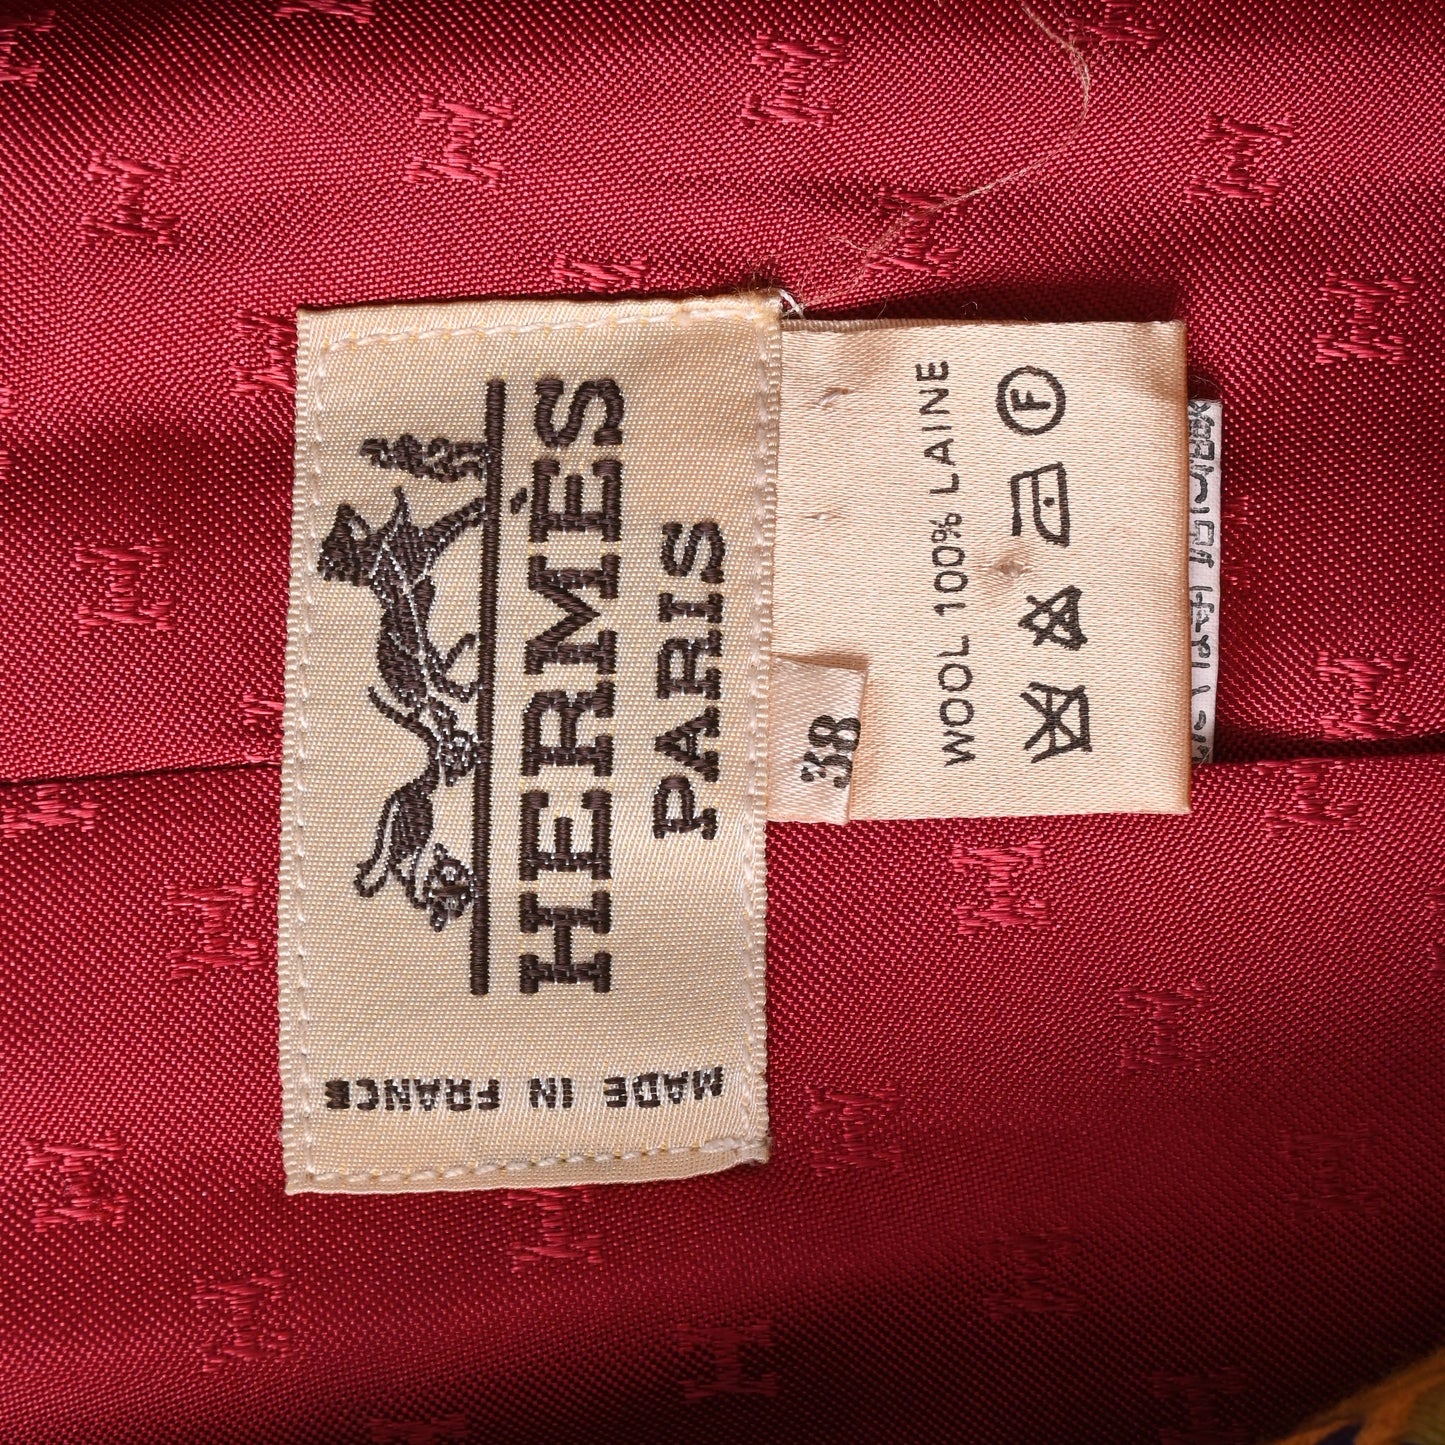 HERMÈS
PARIS
MADE IN FRANCE
38
WOOL 100% LAINE
F